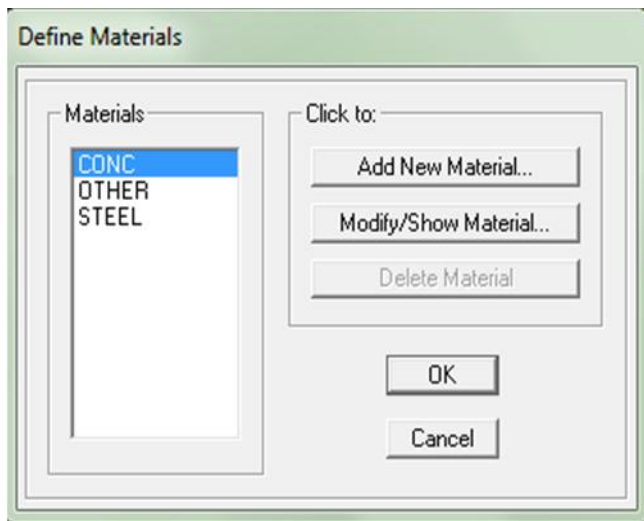 Define Materials
Materials
CONC
OTHER
STEEL
Click to:
Add New Material...
Modify/Show Material...
Delete Material
OK
Cancel